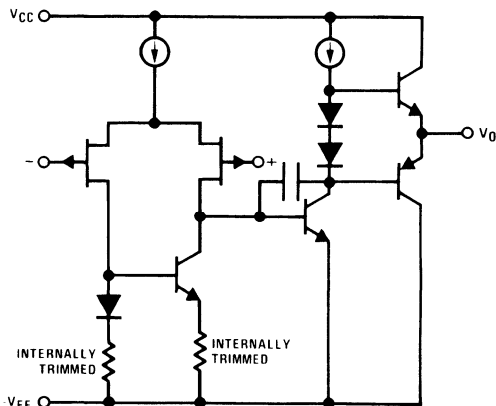 VCC
−
+
VO
INTERNALLY
TRIMMED
INTERNALLY
TRIMMED
-VEE